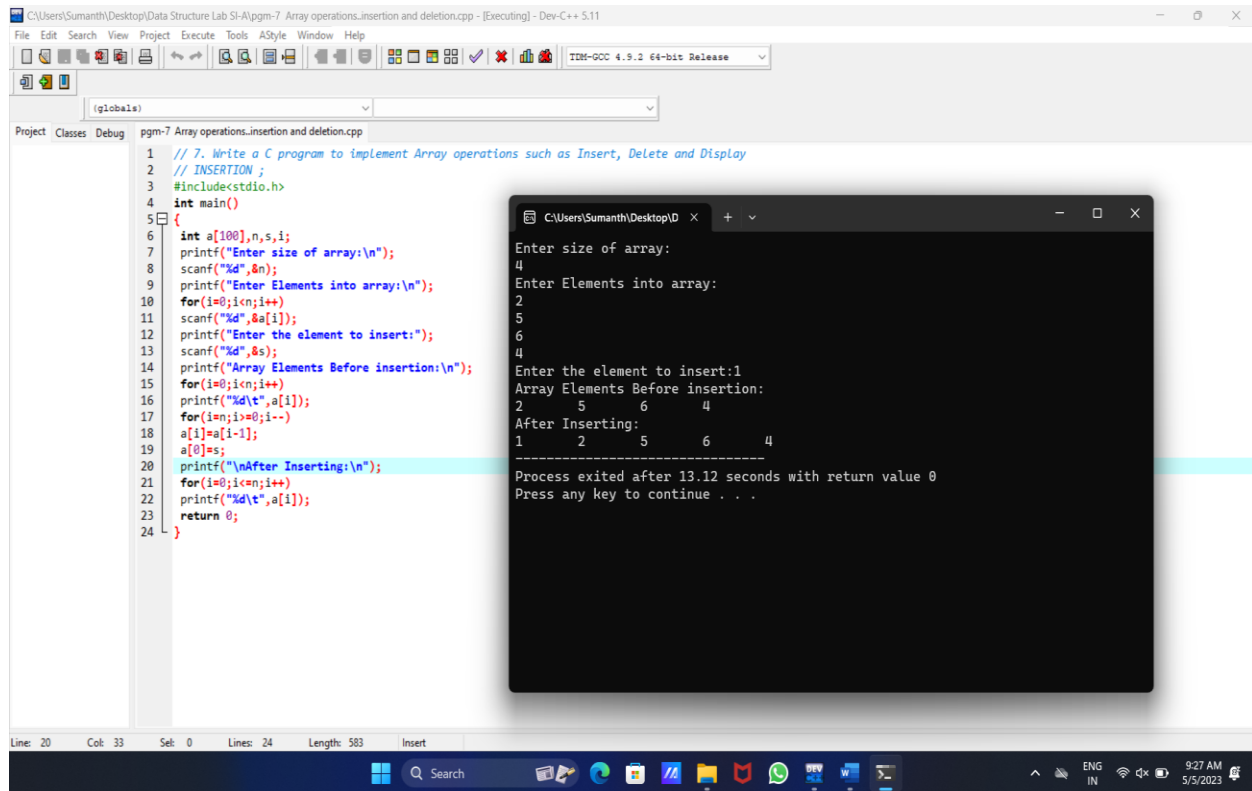 C:\Users\Sumanth\Desktop\Data Structure Lab SI-A\pgm-7 Array operations..insertion and deletion.cpp - [Executing] - Dev-C++ 5.11
File Edit Search View Project Execute Tools AStyle Window Help
TDM-GCC 4.9.2 64-bit Release
(globals)
Project Classes Debug pgm-7 Array operations..insertion and deletion.cpp
1 // 7. Write a C program to implement Array operations such as Insert, Delete and Display
2 // INSERTION ;
3 #include<stdio.h>
4 int main()
5 {
6 int a[100],n,s,i;
7 printf("Enter size of array:\n");
8 scanf("%d",&n);
9 printf("Enter Elements into array:\n");
10 for(i=0;i<n;i++)
11 scanf("%d",&a[i]);
12 printf("Enter the element to insert:");
13 scanf("%d",&s);
14 printf("Array Elements Before insertion:\n");
15 for(i=0;i<n;i++)
16 printf("%d\t",a[i]);
17 for(i=n;i>=0;i--)
18 a[i]=a[i-1];
19 a[0]=s;
20 printf("\nAfter Inserting:\n");
21 for(i=0;i<=n;i++)
22 printf("%d\t",a[i]);
23 return 0;
24 }
C:\Users\Sumanth\Desktop\D
Enter size of array:
4
Enter Elements into array:
2
5
6
4
Enter the element to insert:1
Array Elements Before insertion:
2 5 6 4
After Inserting:
1 2 5 6 4
--------------------------------
Process exited after 13.12 seconds with return value 0
Press any key to continue . . .
Line: 20 Col: 33 Sel: 0 Lines: 24 Length: 583 Insert
Search
DEV
ENG
IN
9:27 AM
5/5/2023